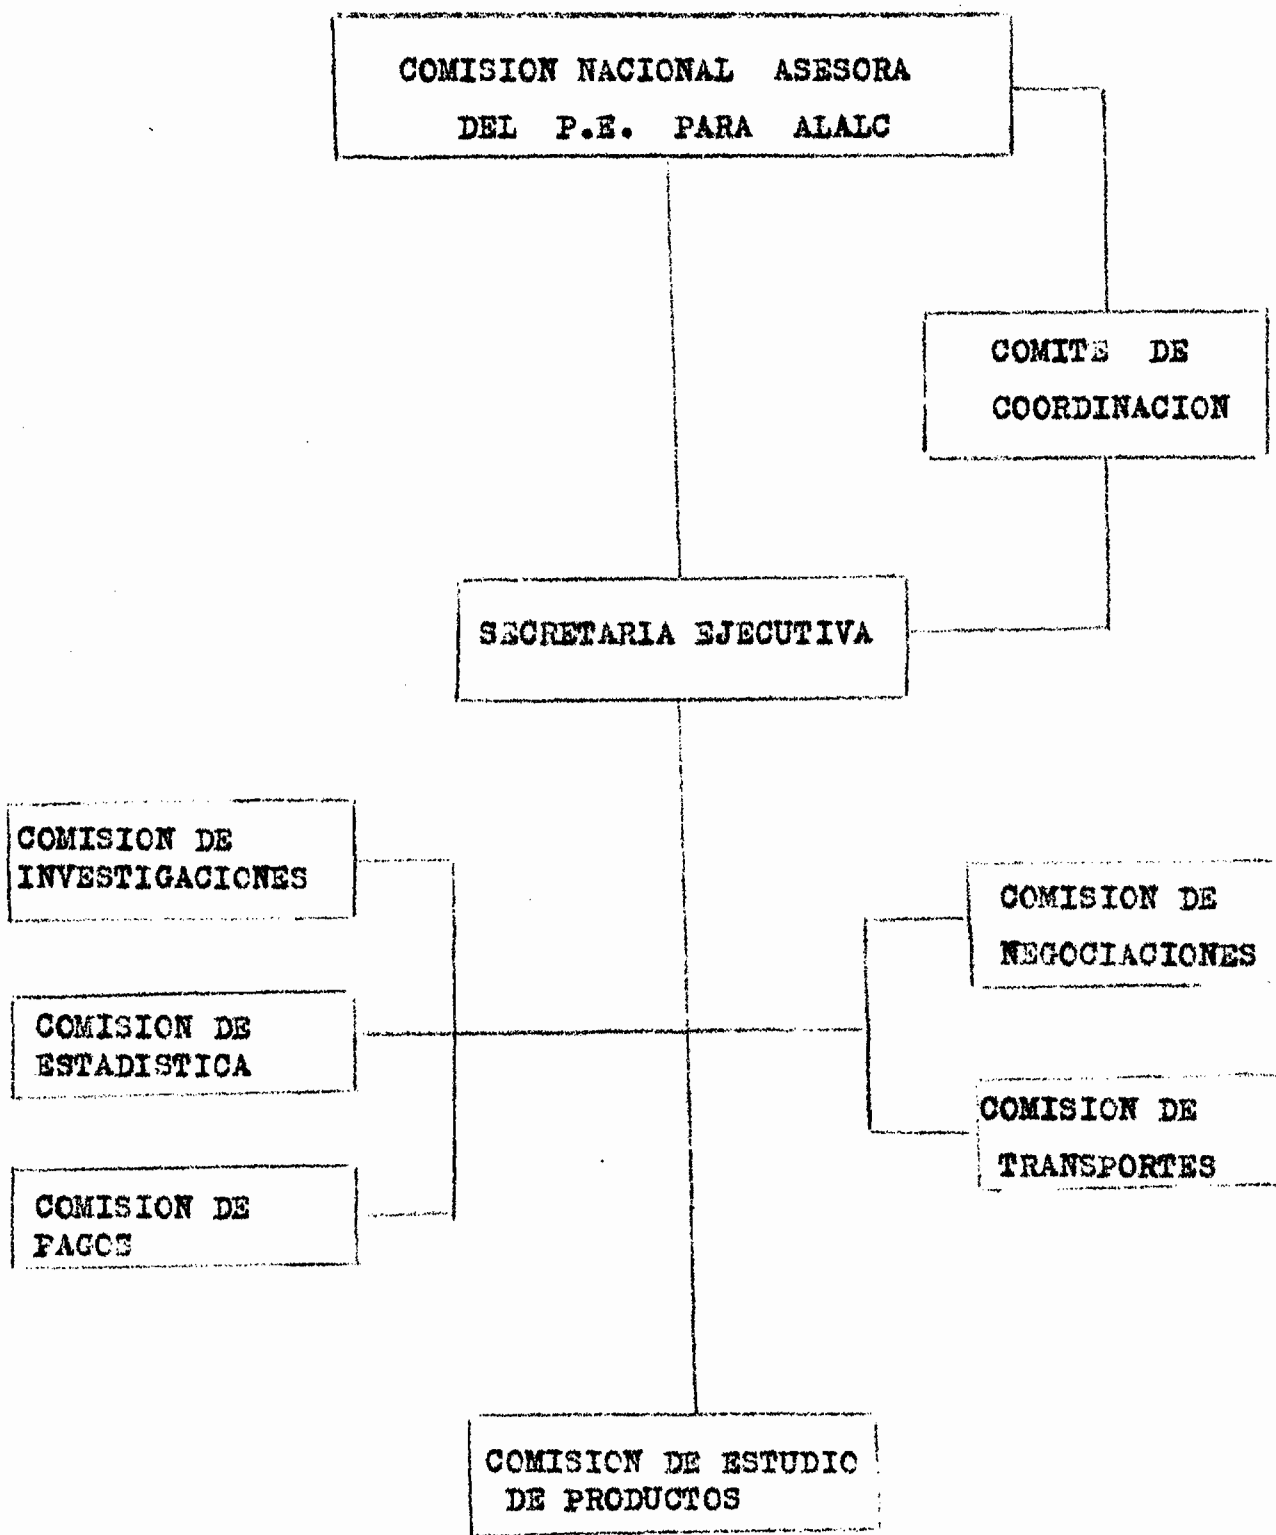 COMISION NACIONAL ASESORA
DEL P.E. PARA ALALC
COMITE DE
COORDINACION
SECRETARIA EJECUTIVA
COMISION DE
INVESTIGACIONES
COMISION DE
ESTADISTICA
COMISION DE
PAGOS
COMISION DE
NEGOCIACIONES
COMISION DE
TRANSPORTES
COMISION DE ESTUDIO
DE PRODUCTOS